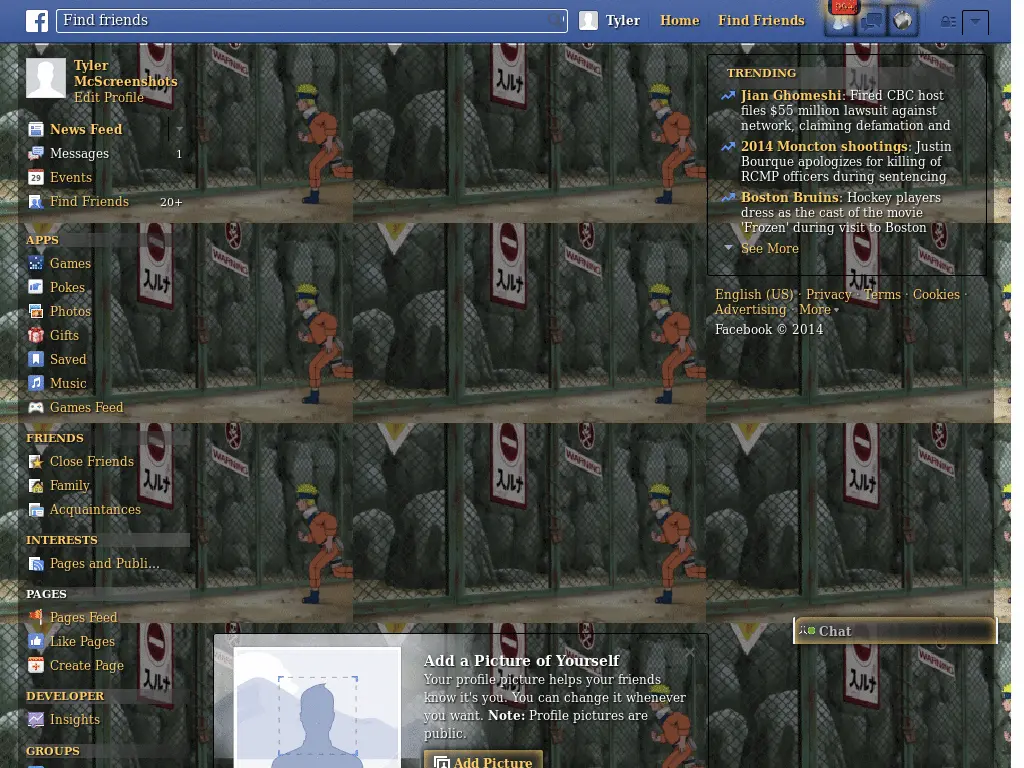 Find friends
Tyler
Home
Find Friends
Tyler
McScreenshots
Edit Profile
News Feed
Messages 1
Events
Find Friends 20+
APPS
Games
Pokes
Photos
Gifts
Saved
Music
Games Feed
FRIENDS
Close Friends
Family
Acquaintances
INTERESTS
Pages and Publi...
PAGES
Pages Feed
Like Pages
Create Page
DEVELOPER
Insights
GROUPS
TRENDING
Jian Ghomeshi: Fired CBC host
files $55 million lawsuit against
network, claiming defamation and
2014 Moncton shootings: Justin
Bourque apologizes for killing of
RCMP officers during sentencing
Boston Bruins: Hockey players
dress as the cast of the movie
'Frozen' during visit to Boston
See More
English (US) · Privacy · Terms · Cookies ·
Advertising · More
Facebook © 2014
WARNING
Add a Picture of Yourself
Your profile picture helps your friends
know it's you. You can change it whenever
you want. Note: Profile pictures are
public.
Add Picture
Chat